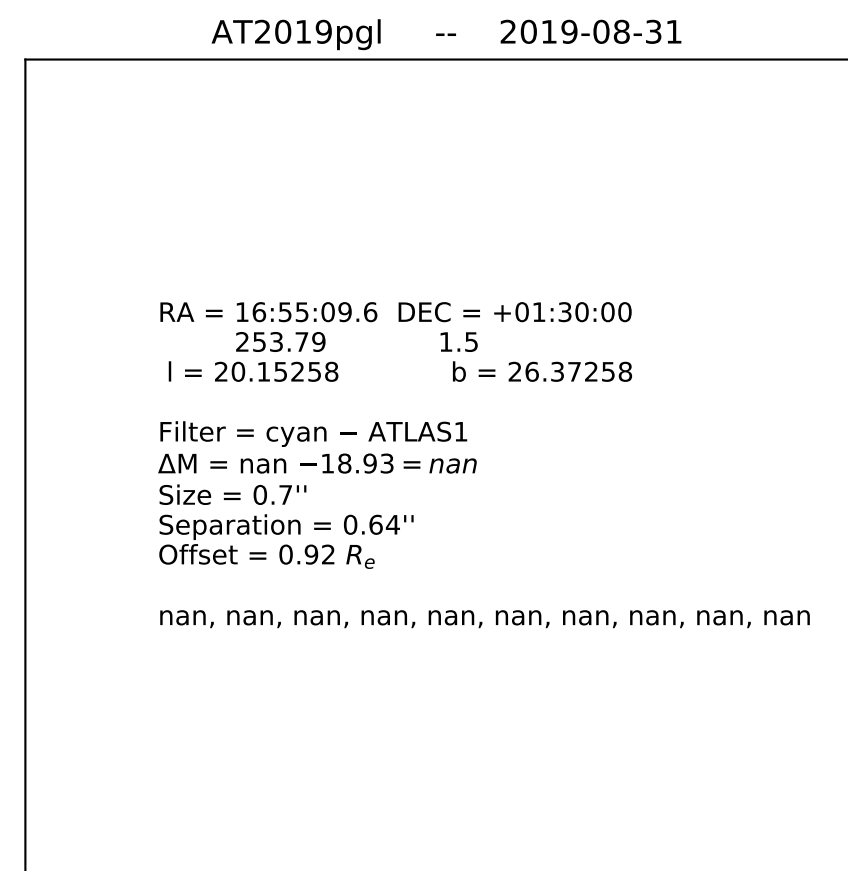 AT2019pgl -- 2019-08-31
RA = 16:55:09.6 DEC = +01:30:00
253.79 1.5
l = 20.15258 b = 26.37258
Filter = cyan − ATLAS1
ΔM = nan −18.93 = nan
Size = 0.7''
Separation = 0.64''
Offset = 0.92 Rₑ
nan, nan, nan, nan, nan, nan, nan, nan, nan, nan